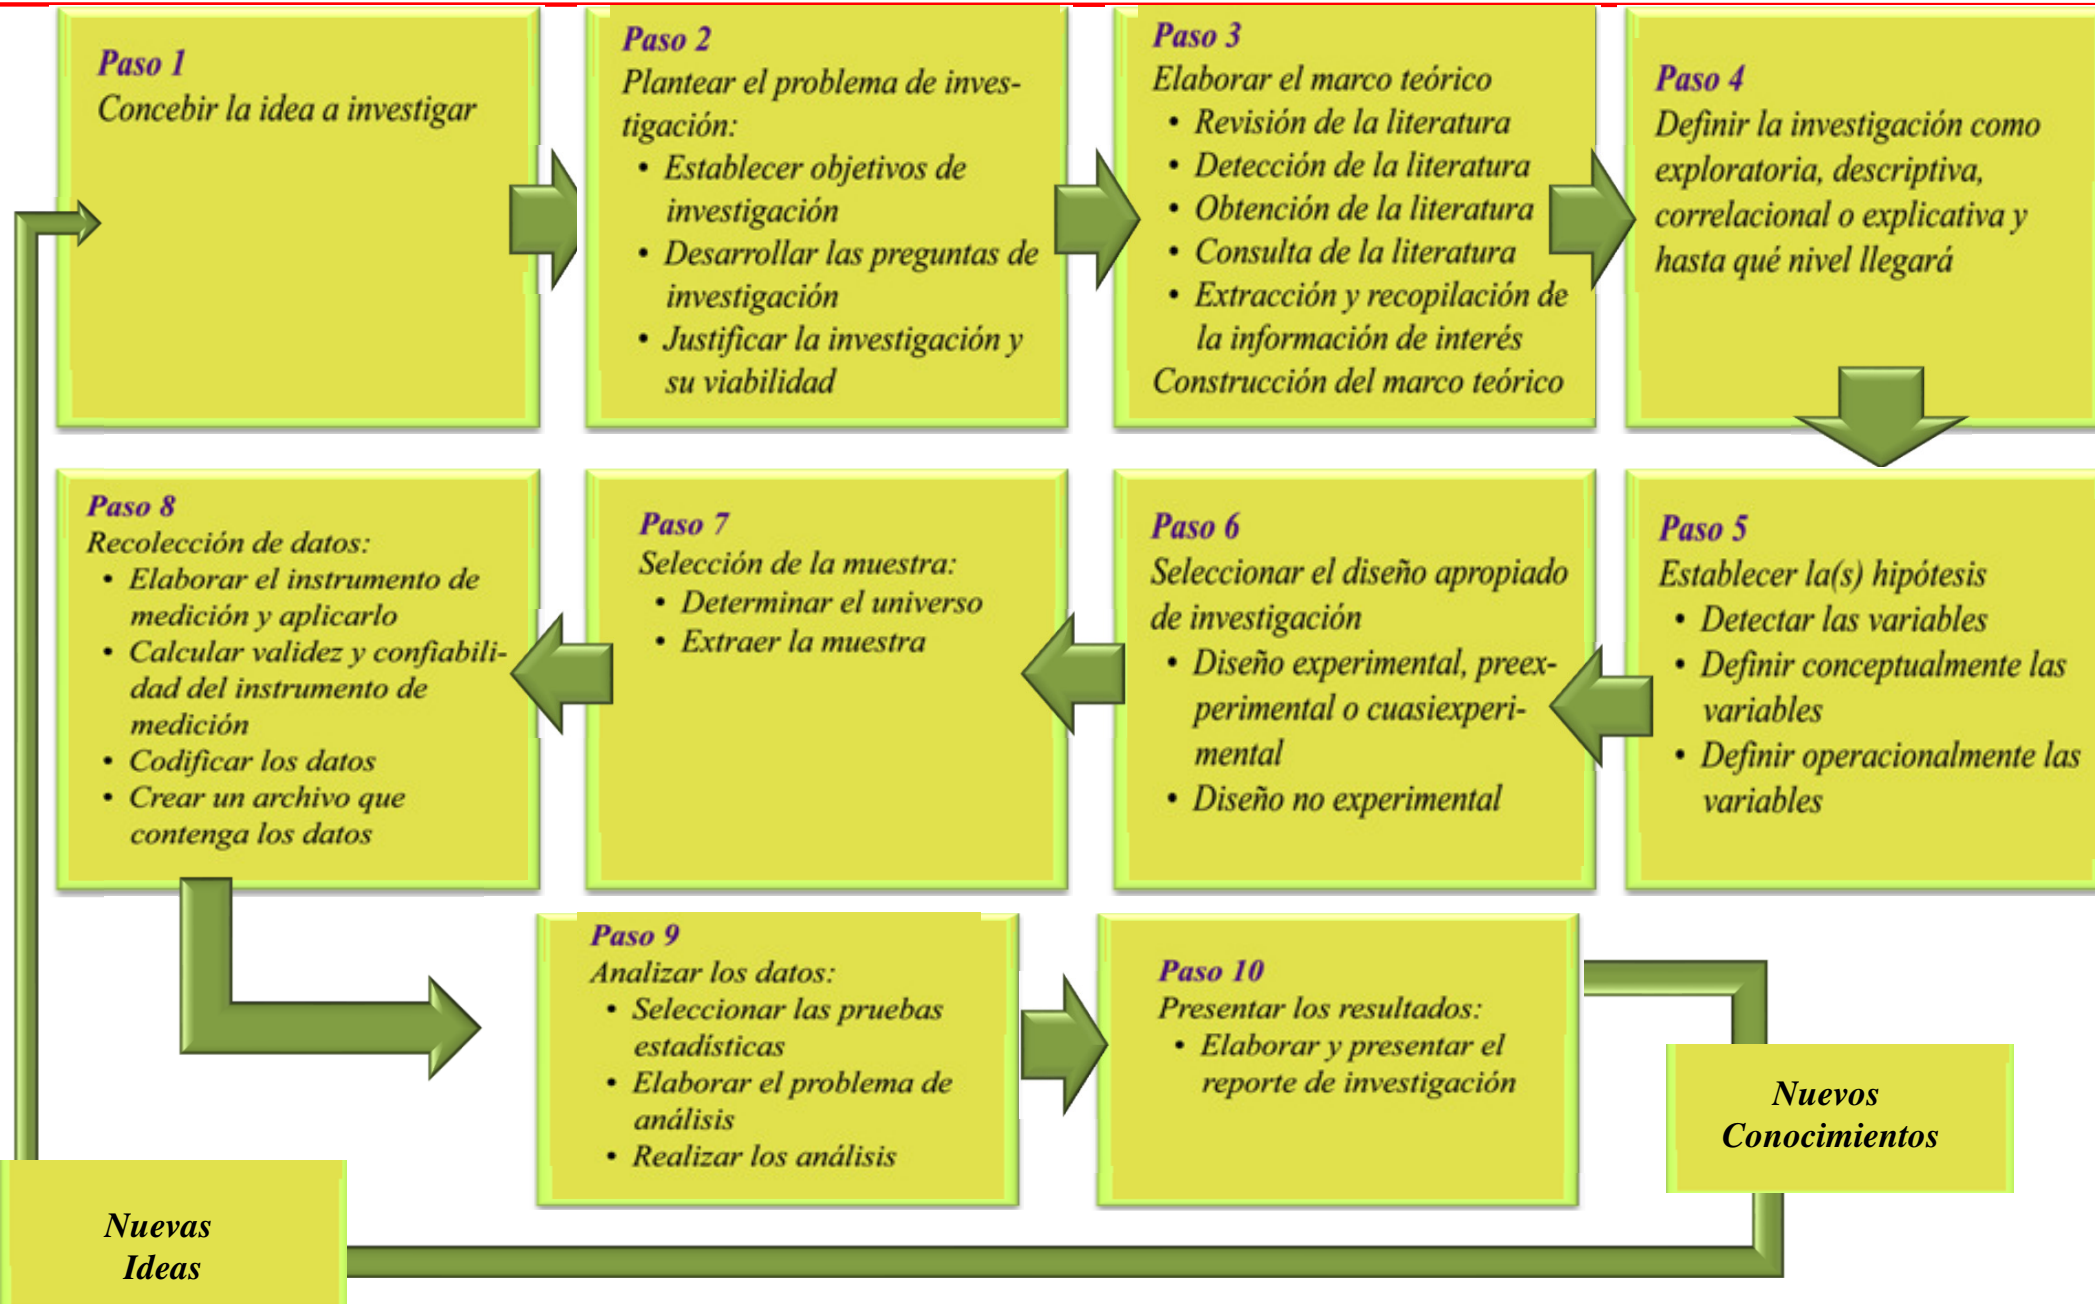 Paso 1
Concebir la idea a investigar
Paso 2
Plantear el problema de inves-
tigación:
• Establecer objetivos de
investigación
• Desarrollar las preguntas de
investigación
• Justificar la investigación y
su viabilidad
Paso 3
Elaborar el marco teórico
• Revisión de la literatura
• Detección de la literatura
• Obtención de la literatura
• Consulta de la literatura
• Extracción y recopilación de
la información de interés
Construcción del marco teórico
Paso 4
Definir la investigación como
exploratoria, descriptiva,
correlacional o explicativa y
hasta qué nivel llegará
Paso 5
Establecer la(s) hipótesis
• Detectar las variables
• Definir conceptualmente las
variables
• Definir operacionalmente las
variables
Paso 6
Seleccionar el diseño apropiado
de investigación
• Diseño experimental, preex-
perimental o cuasiexperi-
mental
• Diseño no experimental
Paso 7
Selección de la muestra:
• Determinar el universo
• Extraer la muestra
Paso 8
Recolección de datos:
• Elaborar el instrumento de
medición y aplicarlo
• Calcular validez y confiabili-
dad del instrumento de
medición
• Codificar los datos
• Crear un archivo que
contenga los datos
Paso 9
Analizar los datos:
• Seleccionar las pruebas
estadísticas
• Elaborar el problema de
análisis
• Realizar los análisis
Paso 10
Presentar los resultados:
• Elaborar y presentar el
reporte de investigación
Nuevos
Conocimientos
Nuevas
Ideas